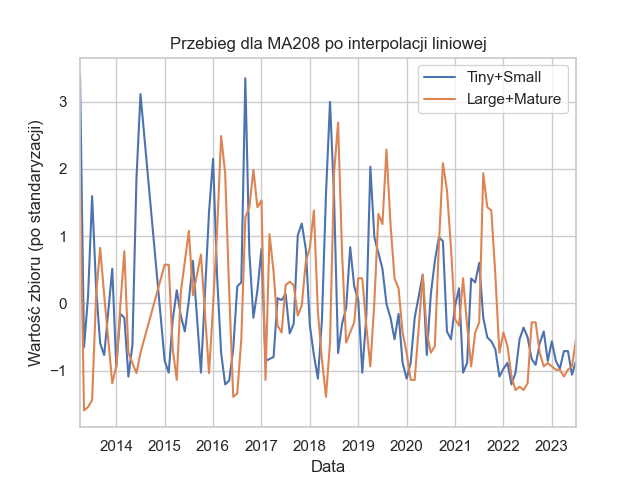 Przebieg dla MA208 po interpolacji liniowej
Tiny+Small
Large+Mature
Wartość zbioru (po standaryzacji)
3
2
1
0
−1
2014 2015 2016 2017 2018 2019 2020 2021 2022 2023
Data